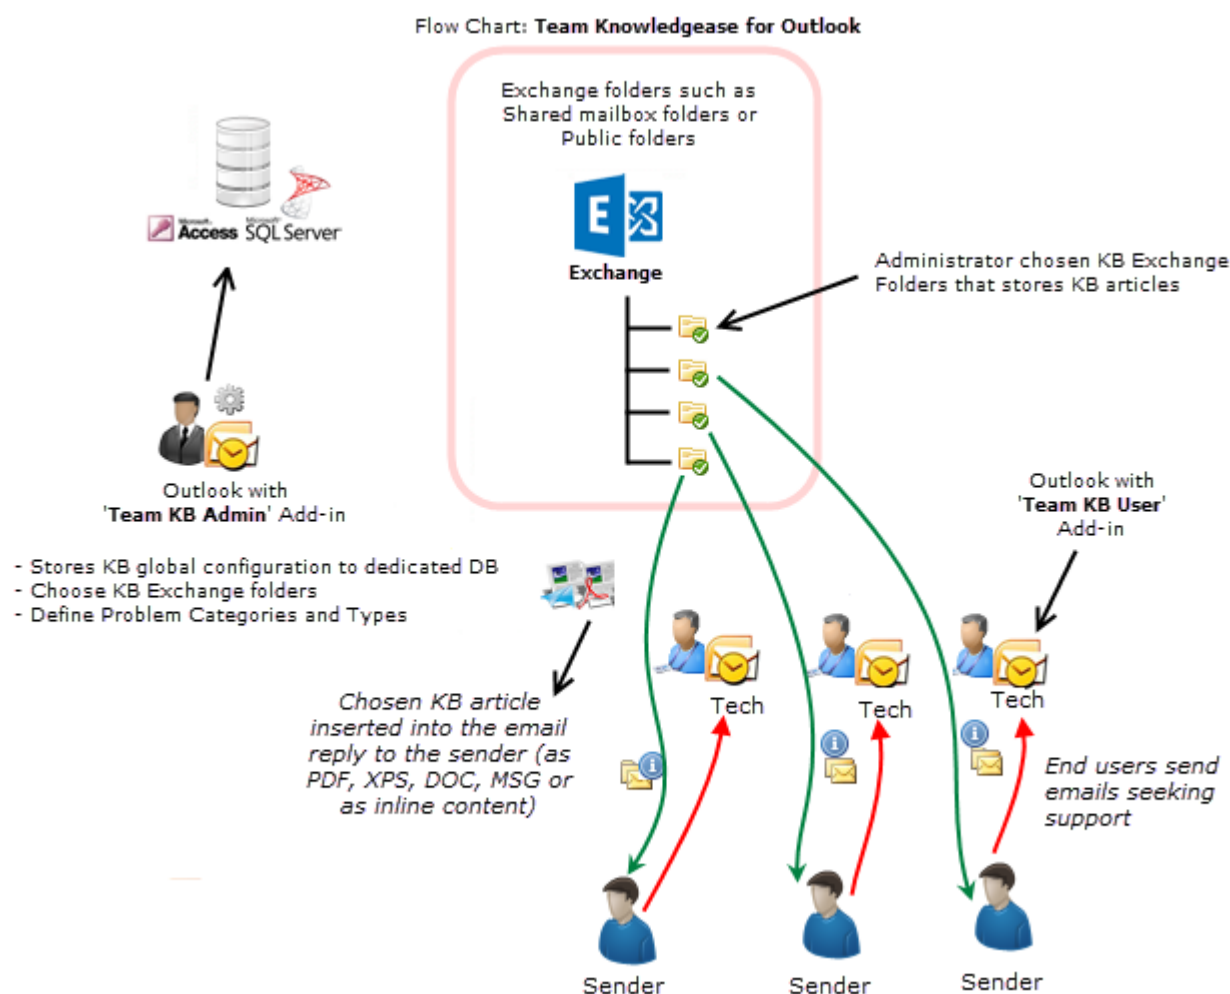 Flow Chart: Team Knowledgease for Outlook
Exchange folders such as
Shared mailbox folders or
Public folders
Microsoft
Access
Microsoft
SQL Server
E
Exchange
Administrator chosen KB Exchange
Folders that stores KB articles
Outlook with
'Team KB Admin' Add-in
- Stores KB global configuration to dedicated DB
- Choose KB Exchange folders
- Define Problem Categories and Types
Outlook with
'Team KB User'
Add-in
Chosen KB article
inserted into the email
reply to the sender (as
PDF, XPS, DOC, MSG or
as inline content)
Tech
Tech
Tech
i
i
i
End users send
emails seeking
support
Sender
Sender
Sender